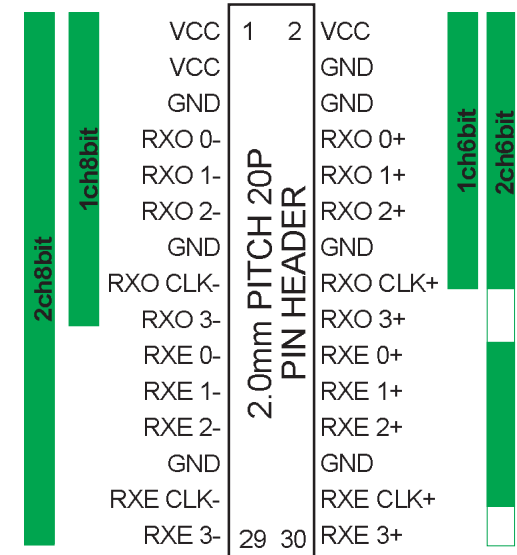 VCC 1 2 VCC
VCC GND
GND GND
RXO 0- RXO 0+
RXO 1- RXO 1+
RXO 2- RXO 2+
GND GND
RXO CLK- RXO CLK+
RXO 3- RXO 3+
RXE 0- RXE 0+
RXE 1- RXE 1+
RXE 2- RXE 2+
GND GND
RXE CLK- RXE CLK+
RXE 3- 29 30 RXE 3+
2ch8bit
1ch8bit
2.0mm PITCH 20P
PIN HEADER
1ch6bit
2ch6bit